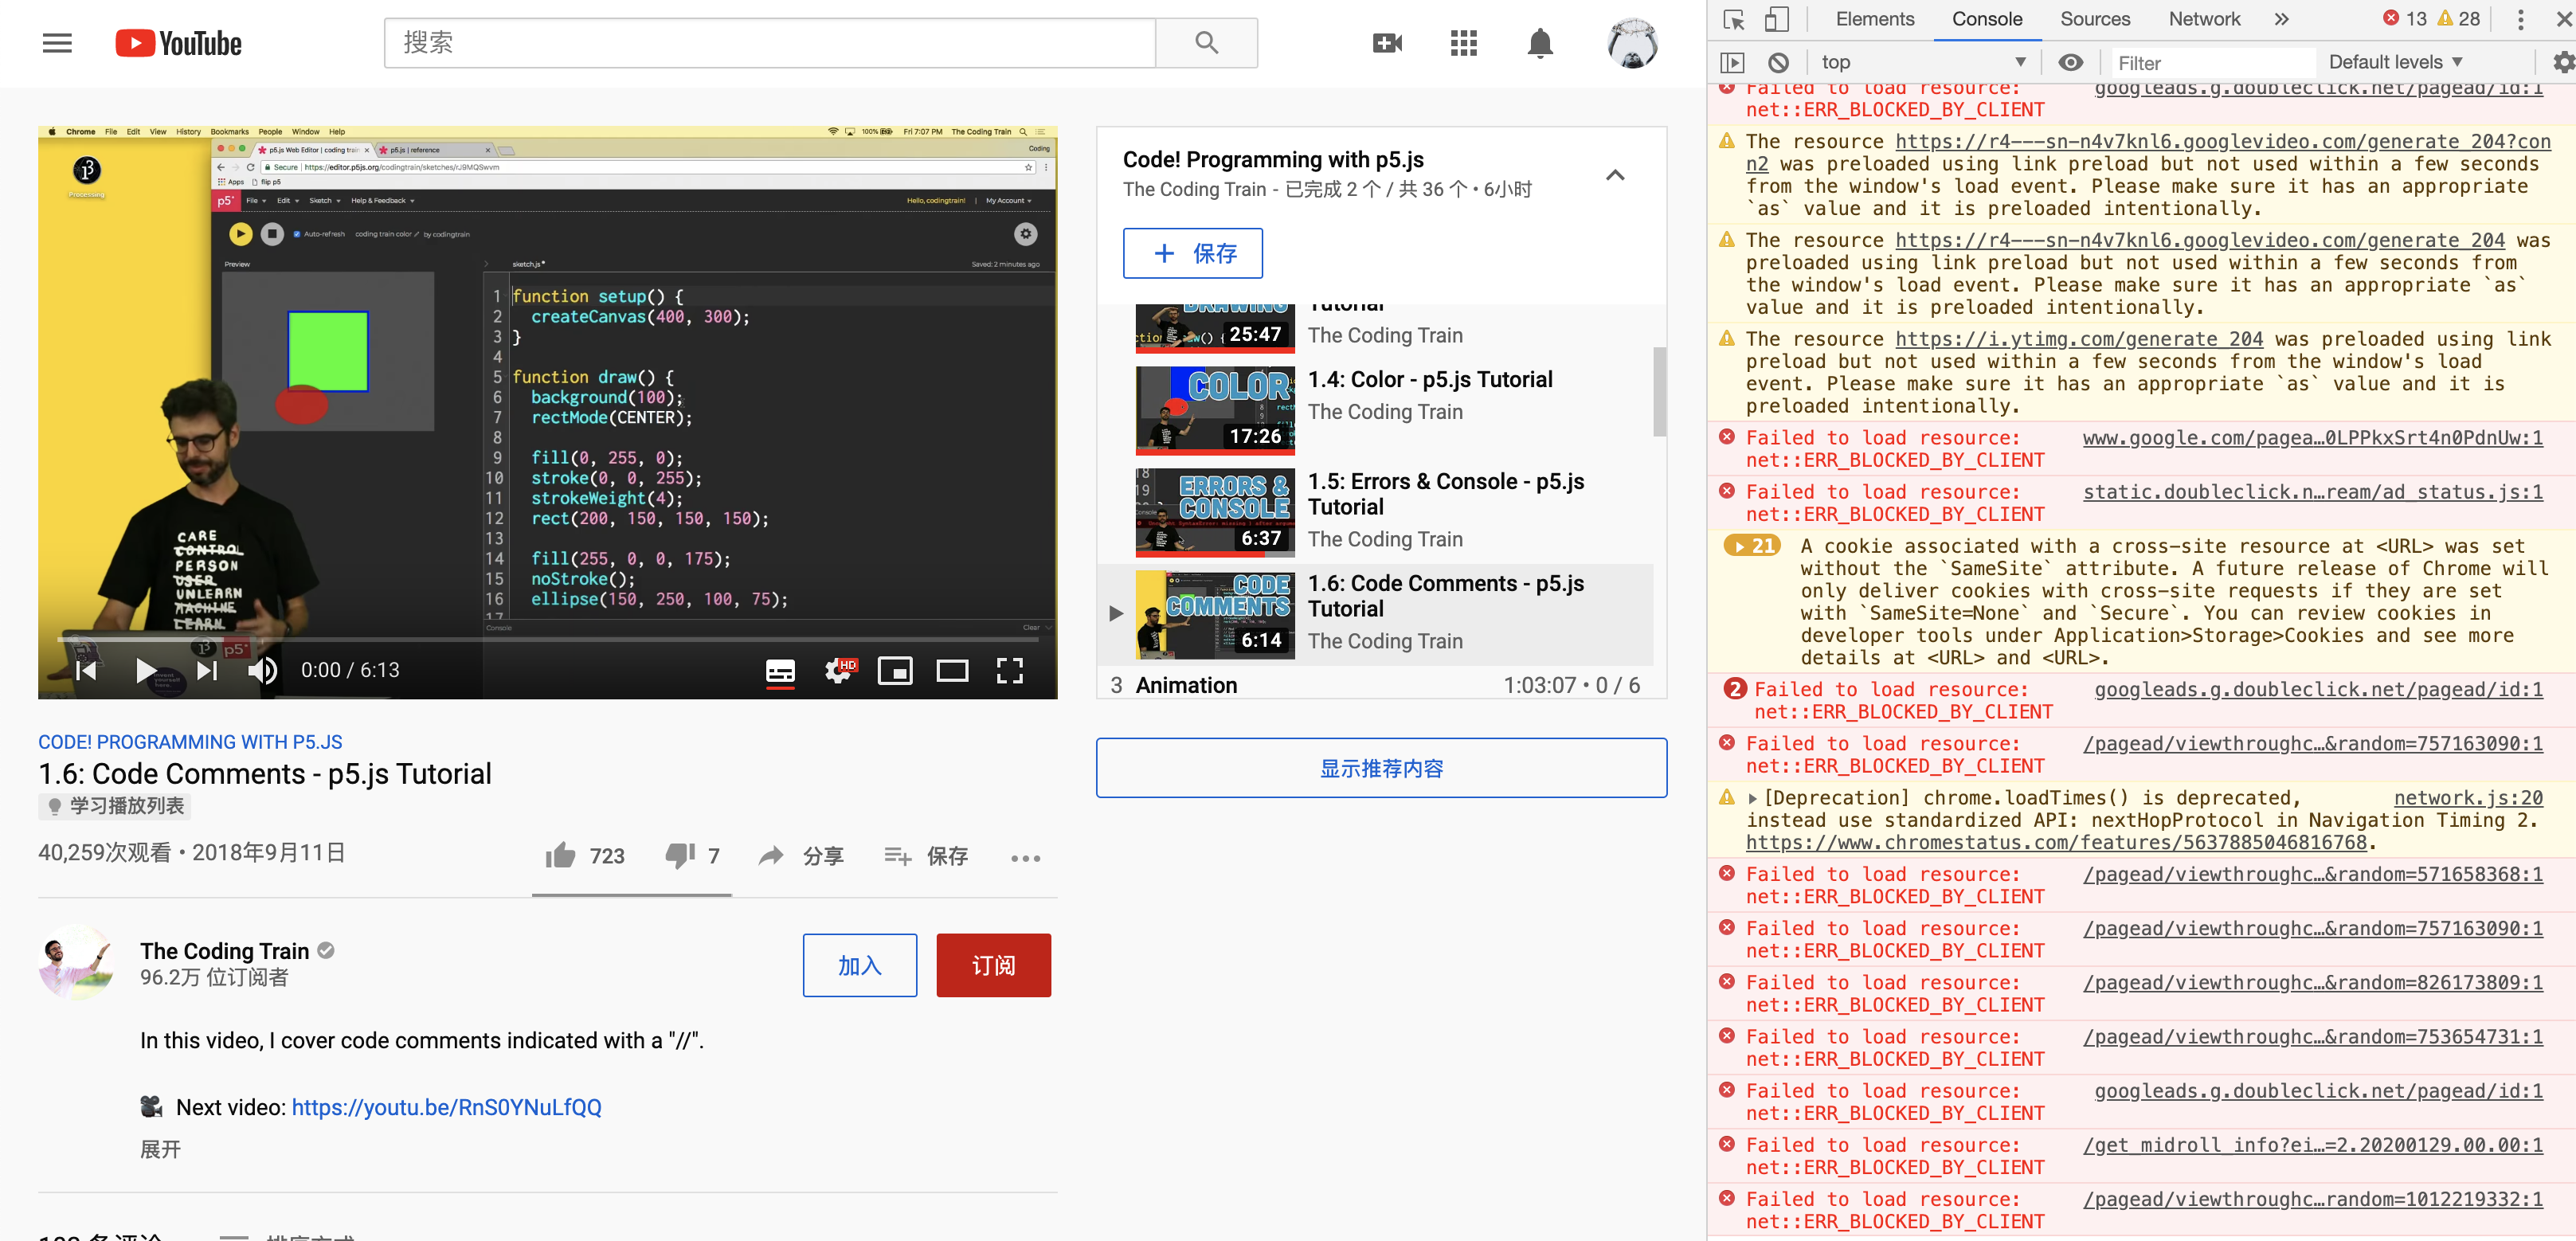 YouTube
搜索
Chrome File Edit View History Bookmarks People Window Help
100% Fri 7:07 PM The Coding Train
Processing
p5.js Web Editor | coding train
p5.js | reference
Coding
Secure https://editor.p5js.org/codingtrain/sketches/rJ9MQSwvm
Apps flip p5
p5* File Edit Sketch Help & Feedback
Hello, codingtrain! | My Account
Auto-refresh coding train color by codingtrain
Preview
sketch.js*
Saved: 2 minutes ago
1 function setup() {
2 createCanvas(400, 300);
3 }
4
5 function draw() {
6 background(100);
7 rectMode(CENTER);
8
9 fill(0, 255, 0);
10 stroke(0, 0, 255);
11 strokeWeight(4);
12 rect(200, 150, 150, 150);
13
14 fill(255, 0, 0, 175);
15 noStroke();
16 ellipse(150, 250, 100, 75);
17
Console
Clear
CARE
CONTROL
PERSON
USER
UNLEARN
MACHINE
LEARN
p5*
0:00 / 6:13
HD
CODE! PROGRAMMING WITH P5.JS
1.6: Code Comments - p5.js Tutorial
学习播放列表
40,259次观看 • 2018年9月11日
723
7
分享
保存
The Coding Train
96.2万 位订阅者
加入
订阅
In this video, I cover code comments indicated with a "//".
Next video: https://youtu.be/RnS0YNuLfQQ
展开
Code! Programming with p5.js
The Coding Train - 已完成 2 个 / 共 36 个 • 6小时
保存
DRAWING
25:47
Tutorial
The Coding Train
COLOR
17:26
1.4: Color - p5.js Tutorial
The Coding Train
ERRORS &
CONSOLE
6:37
1.5: Errors & Console - p5.js
Tutorial
The Coding Train
CODE
COMMENTS
6:14
1.6: Code Comments - p5.js
Tutorial
The Coding Train
3 Animation
1:03:07 • 0 / 6
显示推荐内容
Elements Console Sources Network
13 28
top
Filter
Default levels
Failed to load resource: googleads.g.doubleclick.net/pagead/id:1
net::ERR_BLOCKED_BY_CLIENT
The resource https://r4---sn-n4v7knl6.googlevideo.com/generate_204?con
n2 was preloaded using link preload but not used within a few seconds
from the window's load event. Please make sure it has an appropriate
`as` value and it is preloaded intentionally.
The resource https://r4---sn-n4v7knl6.googlevideo.com/generate_204 was
preloaded using link preload but not used within a few seconds from
the window's load event. Please make sure it has an appropriate `as`
value and it is preloaded intentionally.
The resource https://i.ytimg.com/generate_204 was preloaded using link
preload but not used within a few seconds from the window's load
event. Please make sure it has an appropriate `as` value and it is
preloaded intentionally.
Failed to load resource: www.google.com/pagea…0LPPkxSrt4n0PdnUw:1
net::ERR_BLOCKED_BY_CLIENT
Failed to load resource: static.doubleclick.n…ream/ad_status.js:1
net::ERR_BLOCKED_BY_CLIENT
21 A cookie associated with a cross-site resource at <URL> was set
without the `SameSite` attribute. A future release of Chrome will
only deliver cookies with cross-site requests if they are set
with `SameSite=None` and `Secure`. You can review cookies in
developer tools under Application>Storage>Cookies and see more
details at <URL> and <URL>.
2 Failed to load resource: googleads.g.doubleclick.net/pagead/id:1
net::ERR_BLOCKED_BY_CLIENT
Failed to load resource: /pagead/viewthroughc…&random=757163090:1
net::ERR_BLOCKED_BY_CLIENT
[Deprecation] chrome.loadTimes() is deprecated, network.js:20
instead use standardized API: nextHopProtocol in Navigation Timing 2.
https://www.chromestatus.com/features/5637885046816768.
Failed to load resource: /pagead/viewthroughc…&random=571658368:1
net::ERR_BLOCKED_BY_CLIENT
Failed to load resource: /pagead/viewthroughc…&random=757163090:1
net::ERR_BLOCKED_BY_CLIENT
Failed to load resource: /pagead/viewthroughc…&random=826173809:1
net::ERR_BLOCKED_BY_CLIENT
Failed to load resource: /pagead/viewthroughc…&random=753654731:1
net::ERR_BLOCKED_BY_CLIENT
Failed to load resource: googleads.g.doubleclick.net/pagead/id:1
net::ERR_BLOCKED_BY_CLIENT
Failed to load resource: /get_midroll_info?ei…=2.20200129.00.00:1
net::ERR_BLOCKED_BY_CLIENT
Failed to load resource: /pagead/viewthroughc…random=1012219332:1
net::ERR_BLOCKED_BY_CLIENT